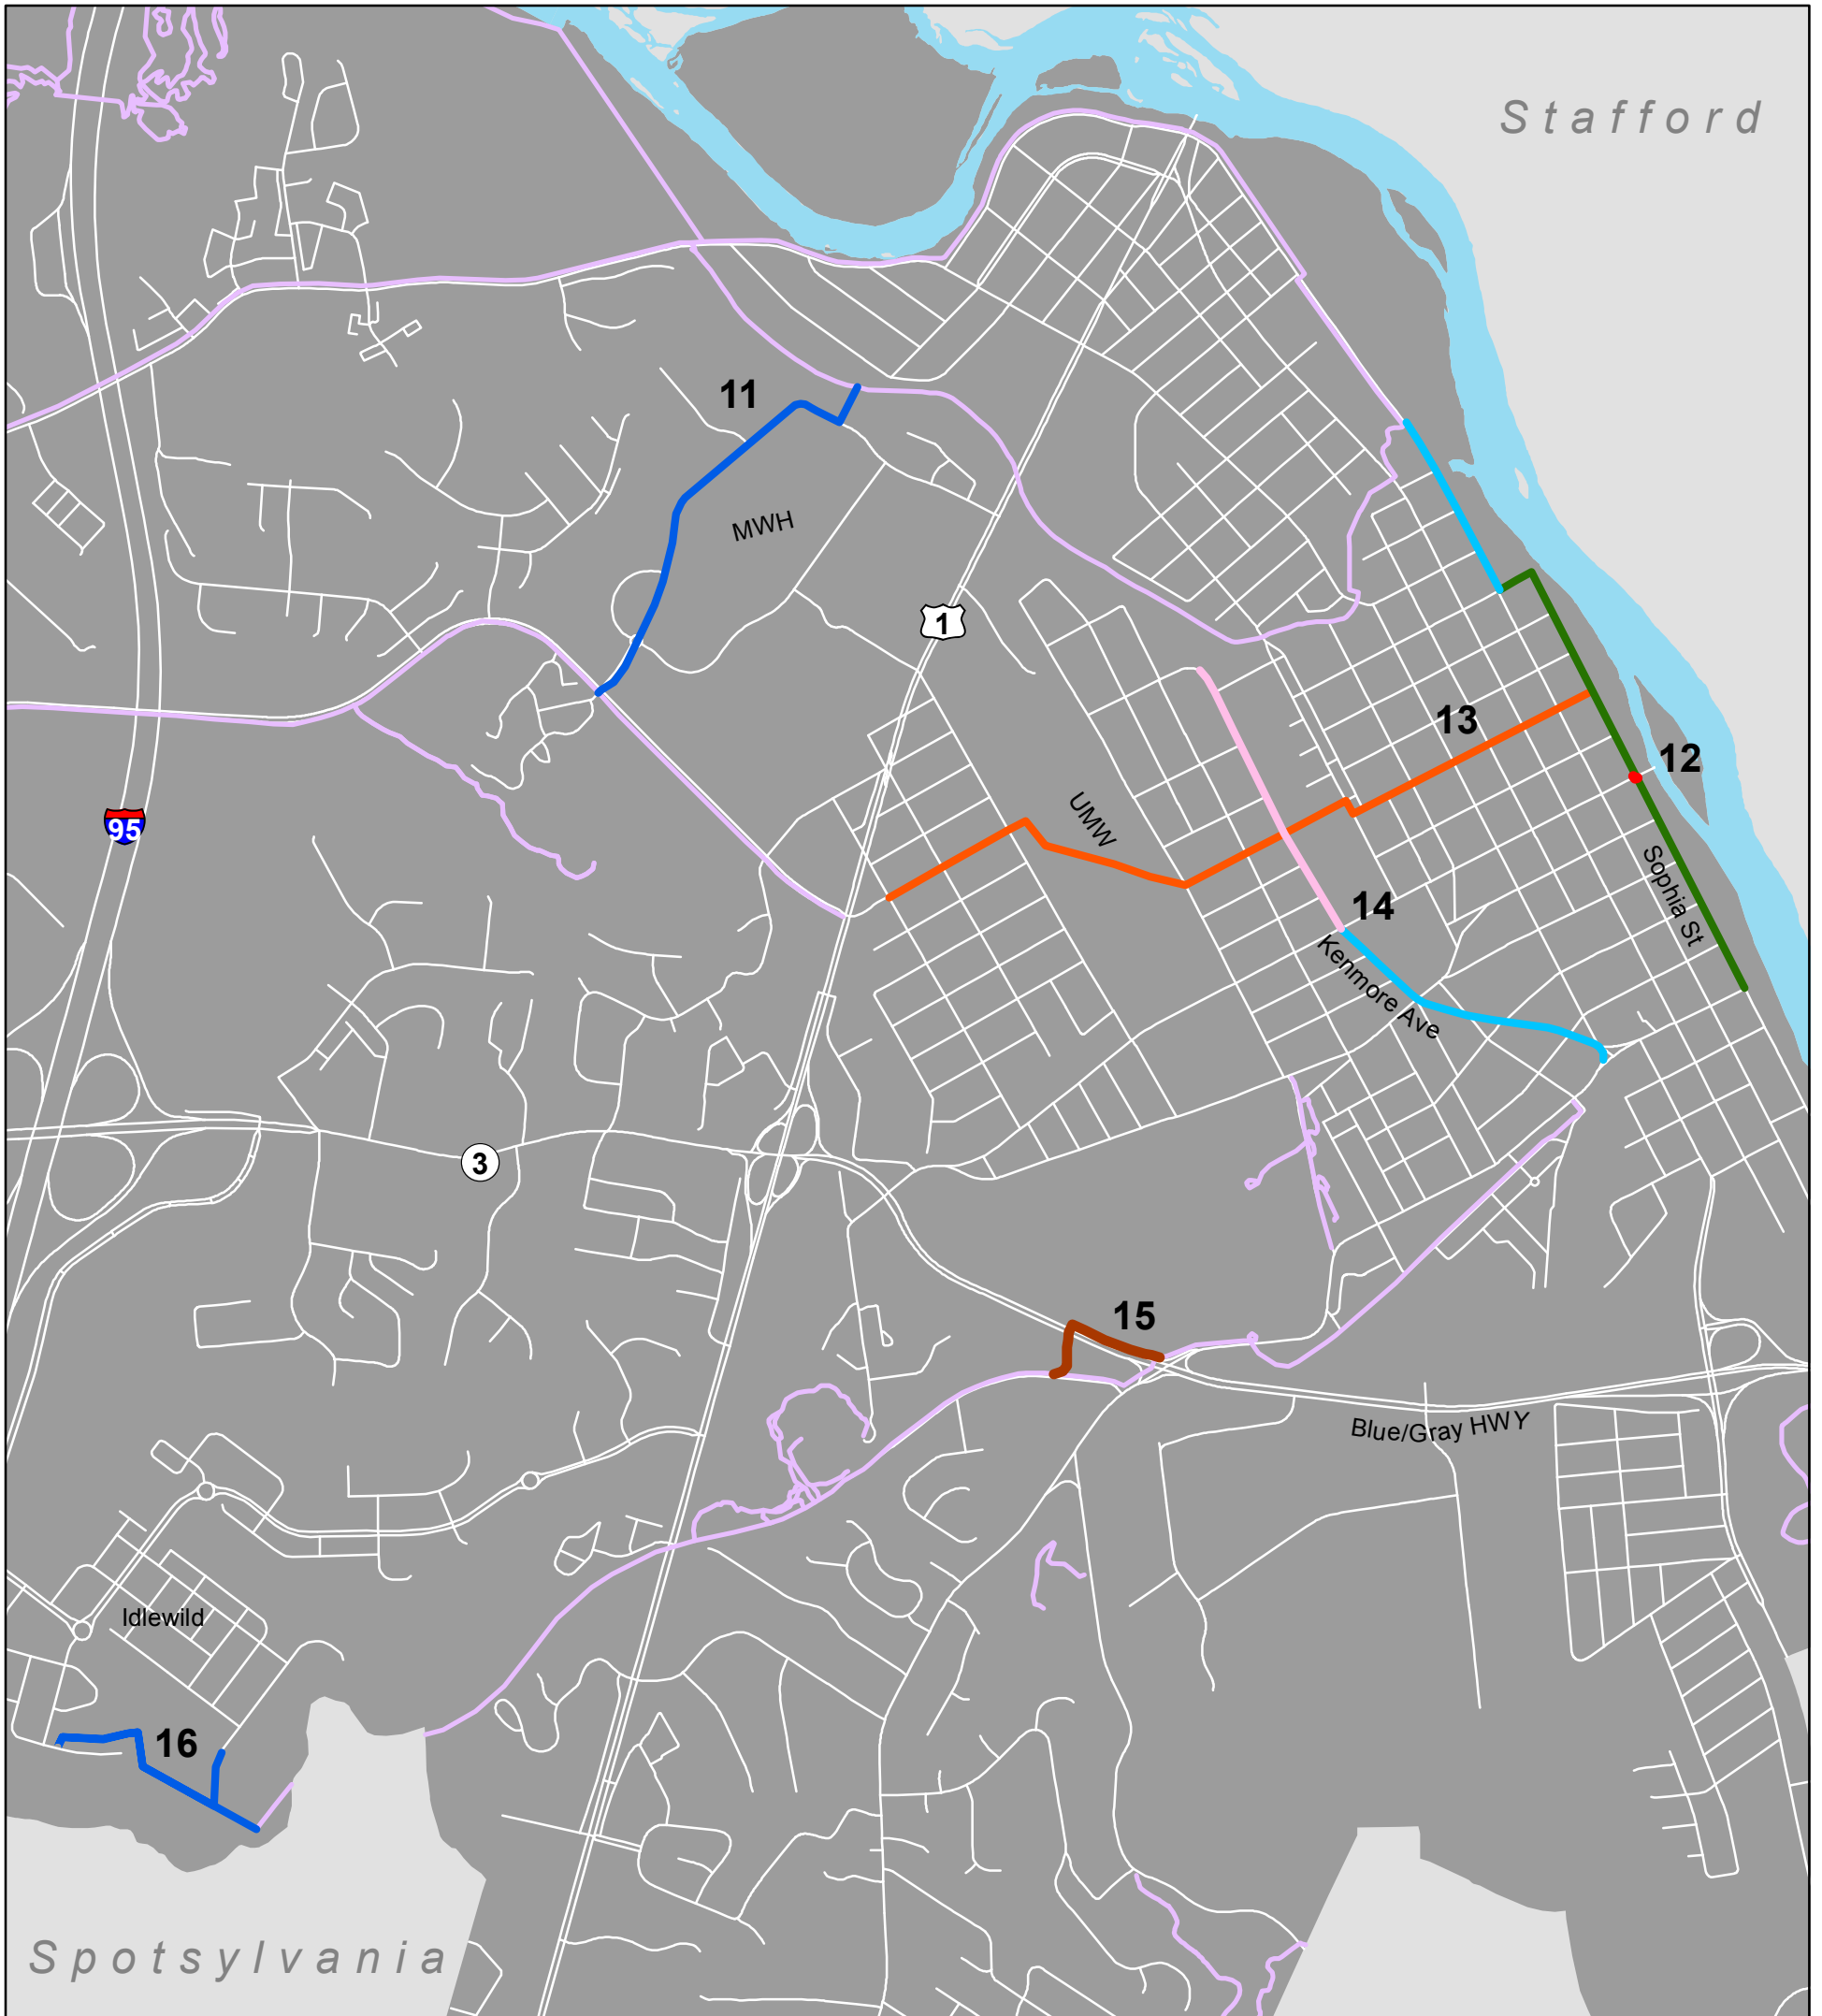 Stafford
11
MWH
1
13
12
UMW
95
Sophia St
14
Kenmore Ave
3
15
Blue/Gray HWY
Idlewild
16
Spotsylvania